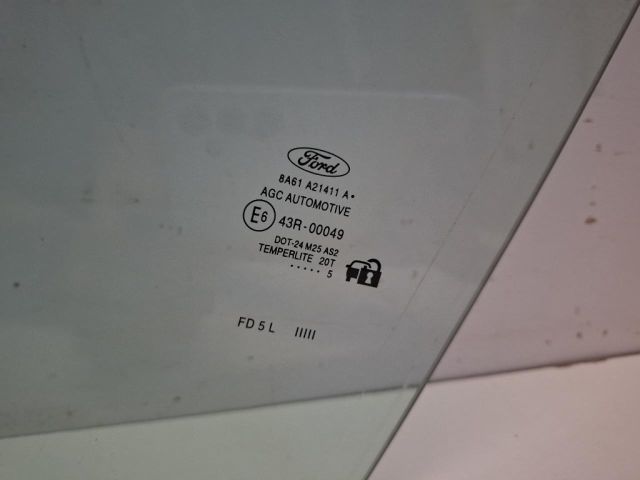 Ford
8A61 A21411 A•
AGC AUTOMOTIVE
E6 43R-00049
DOT-24 M25 AS2
TEMPERLITE 20T
..... 5
FD 5 L IIIII